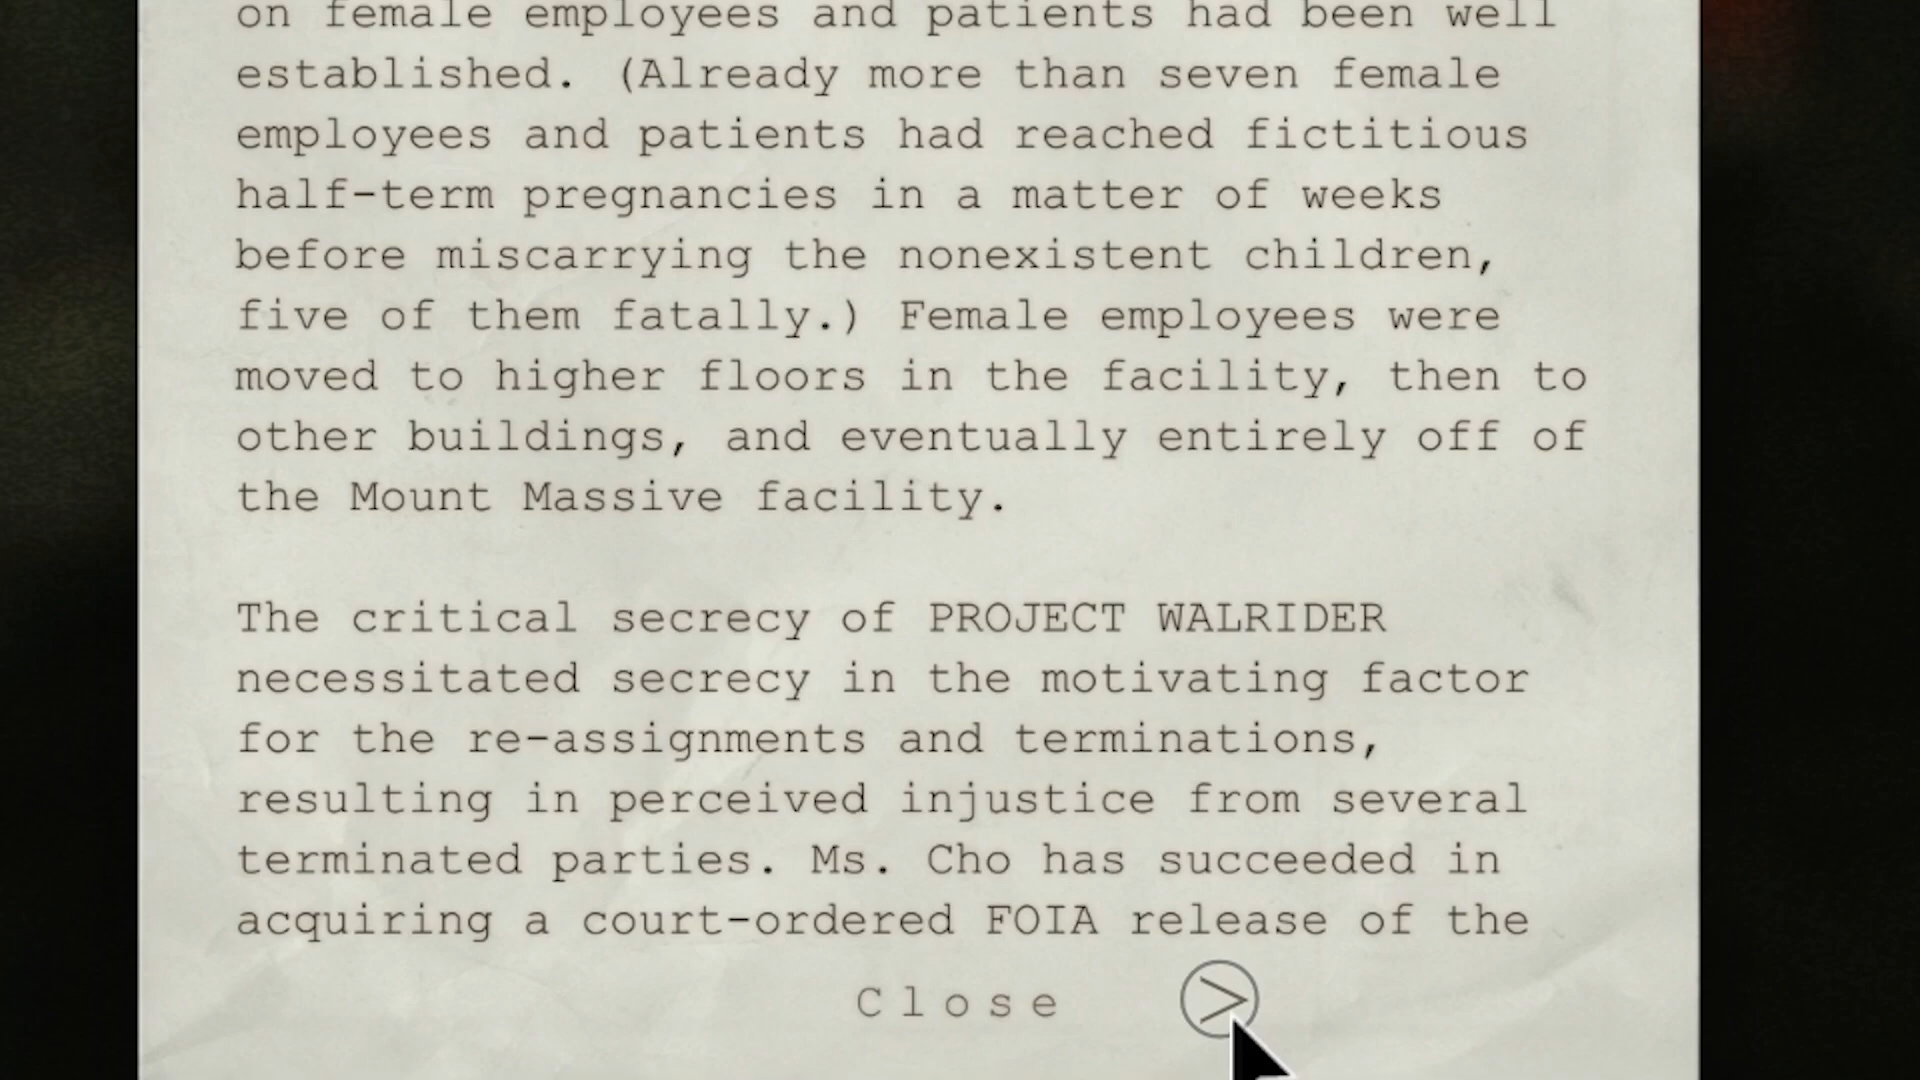 on female employees and patients had been well
established. (Already more than seven female
employees and patients had reached fictitious
half-term pregnancies in a matter of weeks
before miscarrying the nonexistent children,
five of them fatally.) Female employees were
moved to higher floors in the facility, then to
other buildings, and eventually entirely off of
the Mount Massive facility.
The critical secrecy of PROJECT WALRIDER
necessitated secrecy in the motivating factor
for the re-assignments and terminations,
resulting in perceived injustice from several
terminated parties. Ms. Cho has succeeded in
acquiring a court-ordered FOIA release of the
Close >